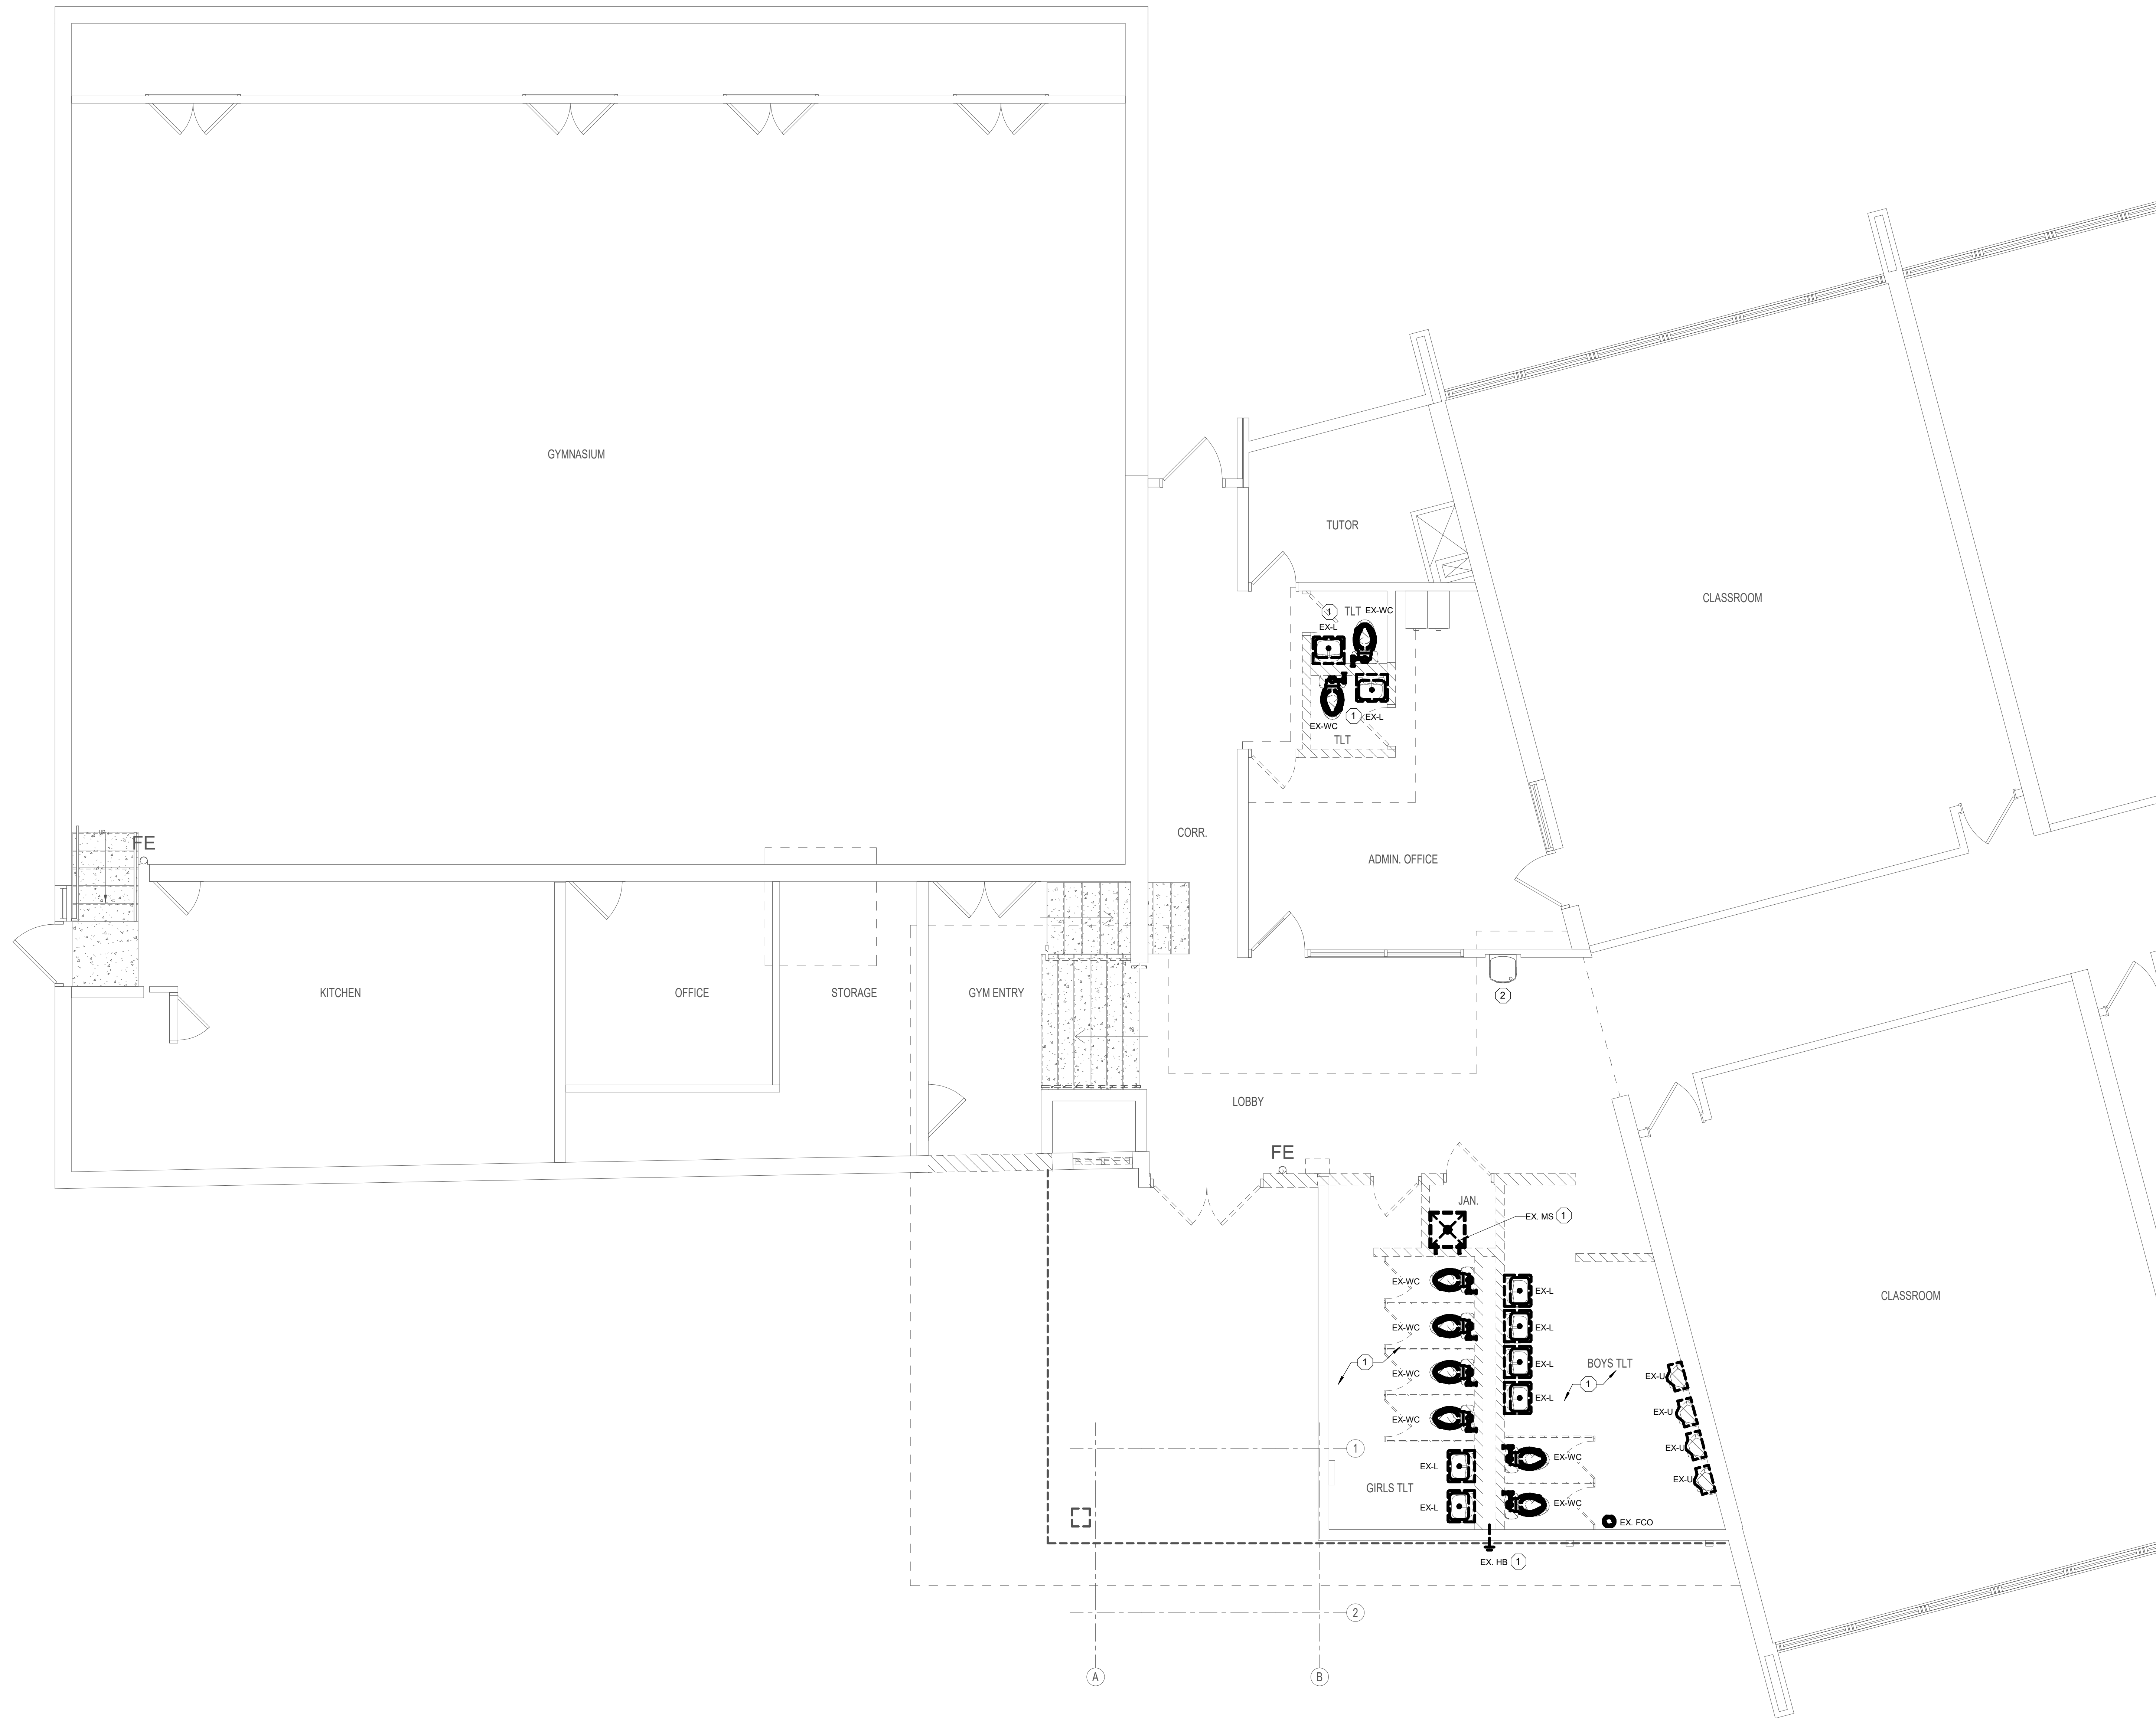 GYMNASIUM
TUTOR
CLASSROOM
1
TLT
EX-WC
EX-L
1
EX-L
EX-WC
TLT
FE
CORR.
ADMIN. OFFICE
KITCHEN
OFFICE
STORAGE
GYM ENTRY
2
LOBBY
FE
JAN.
EX. MS
1
EX-WC
EX-L
CLASSROOM
EX-WC
EX-L
1
EX-WC
EX-L
BOYS TLT
EX-U
1
EX-L
EX-WC
EX-U
1
EX-U
EX-WC
EX-L
EX-U
GIRLS TLT
EX-L
EX-WC
EX. FCO
EX. HB
1
2
A
B